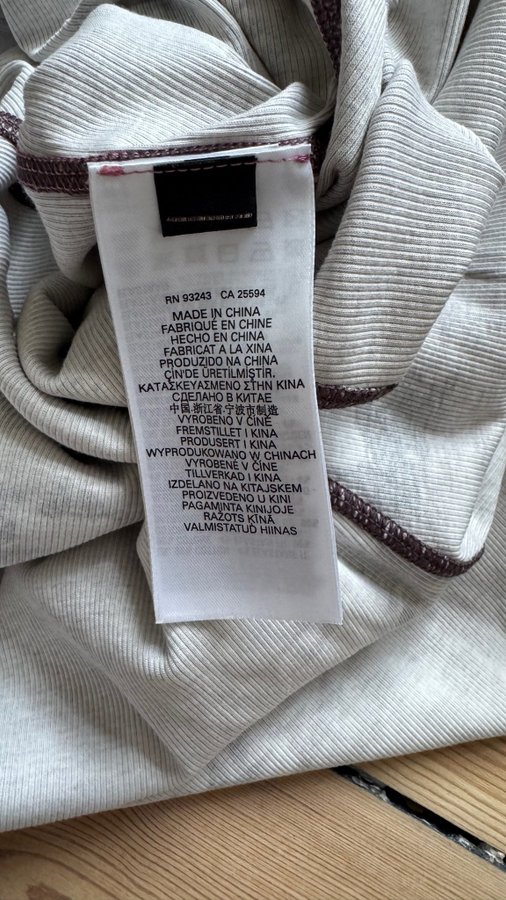 RN 93243 CA 25594
MADE IN CHINA
FABRIQUÉ EN CHINE
HECHO EN CHINA
FABRICAT A LA XINA
PRODUZIDO NA CHINA
ÇİN'DE ÜRETİLMİŞTİR.
ΚΑΤΑΣΚΕΥΑΣΜΕΝΟ ΣΤΗΝ ΚΙΝΑ
СДЕЛАНО В КИТАЕ
中国.浙江省.宁波市制造
VYROBENO V ČÍNĚ
FREMSTILLET I KINA
PRODUSERT I KINA
WYPRODUKOWANO W CHINACH
VYROBENÉ V ČÍNE
TILLVERKAD I KINA
IZDELANO NA KITAJSKEM
PROIZVEDENO U KINI
PAGAMINTA KINIJOJE
RAŽOTS ĶĪNĀ
VALMISTATUD HIINAS